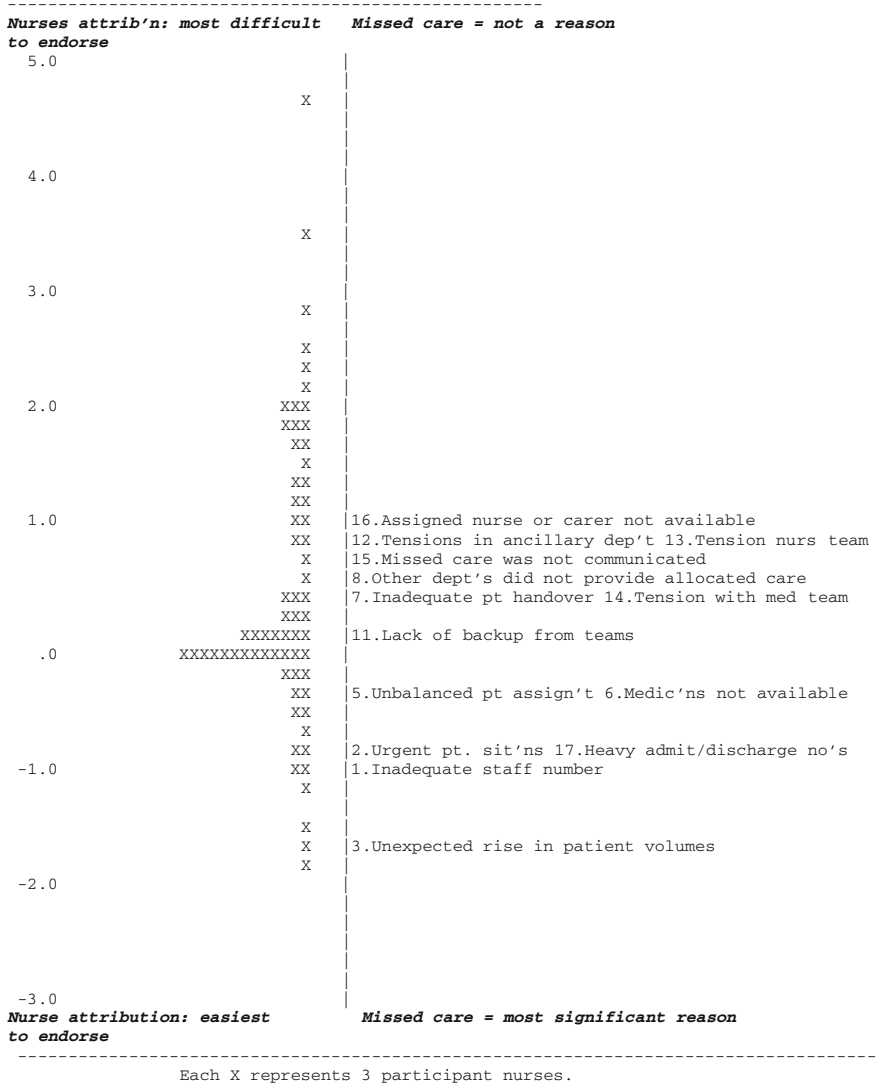 Nurses attrib'n: most difficult Missed care = not a reason
to endorse
5.0
X
4.0
X
3.0
X
X
X
X
2.0 XXX
XXX
XX
X
XX
XX
1.0 XX |16.Assigned nurse or carer not available
XX |12.Tensions in ancillary dep't 13.Tension nurs team
X |15.Missed care was not communicated
X |8.Other dept's did not provide allocated care
XXX |7.Inadequate pt handover 14.Tension with med team
XXX
XXXXXXX |11.Lack of backup from teams
.0 XXXXXXXXXXXXX
XXX
XX |5.Unbalanced pt assign't 6.Medic'ns not available
XX
X
XX |2.Urgent pt. sit'ns 17.Heavy admit/discharge no's
-1.0 XX |1.Inadequate staff number
X
X
X |3.Unexpected rise in patient volumes
X
-2.0
-3.0
Nurse attribution: easiest Missed care = most significant reason
to endorse
Each X represents 3 participant nurses.